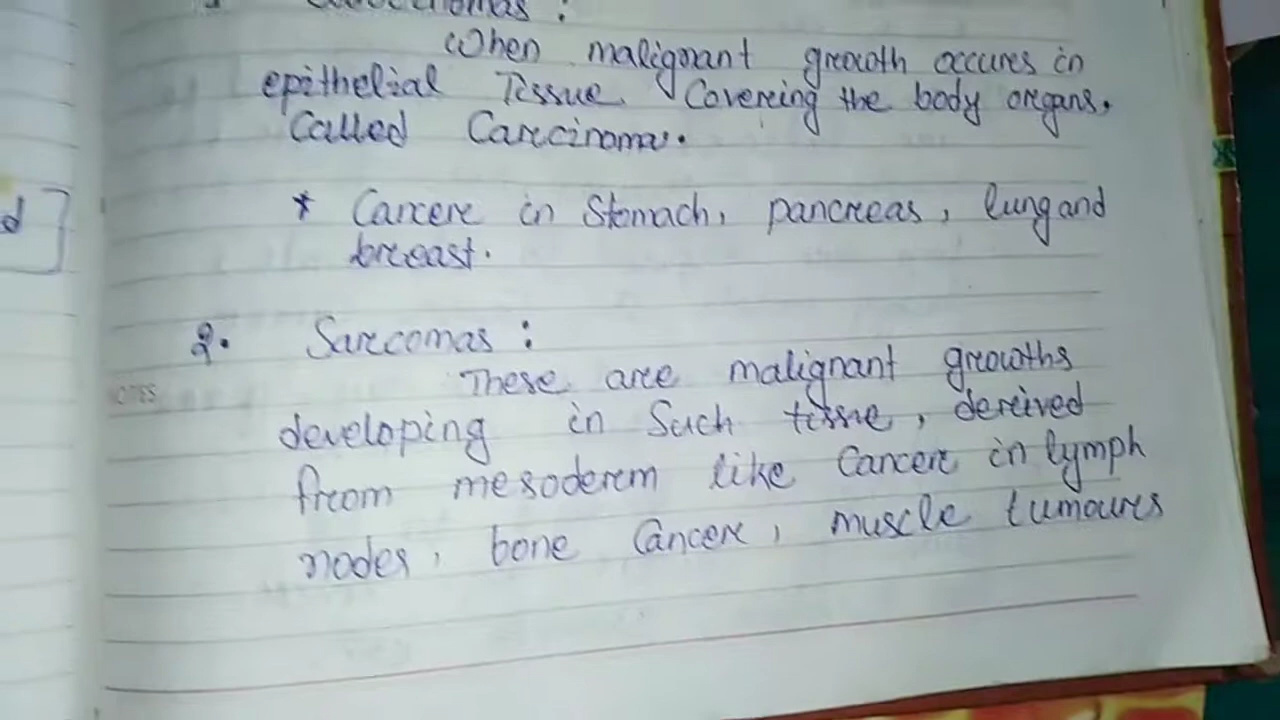 When malignant growth occures in
epithelial Tissue. Covering the body organs.
Called Carcinoma.
* Cancer in Stomach, pancreas, lung and
breast.
2. Sarcomas :
These are malignant growths
developing in Such tissue, derived
NOTES
from mesoderm like Cancer in lymph
nodes, bone Cancer, muscle tumours
d